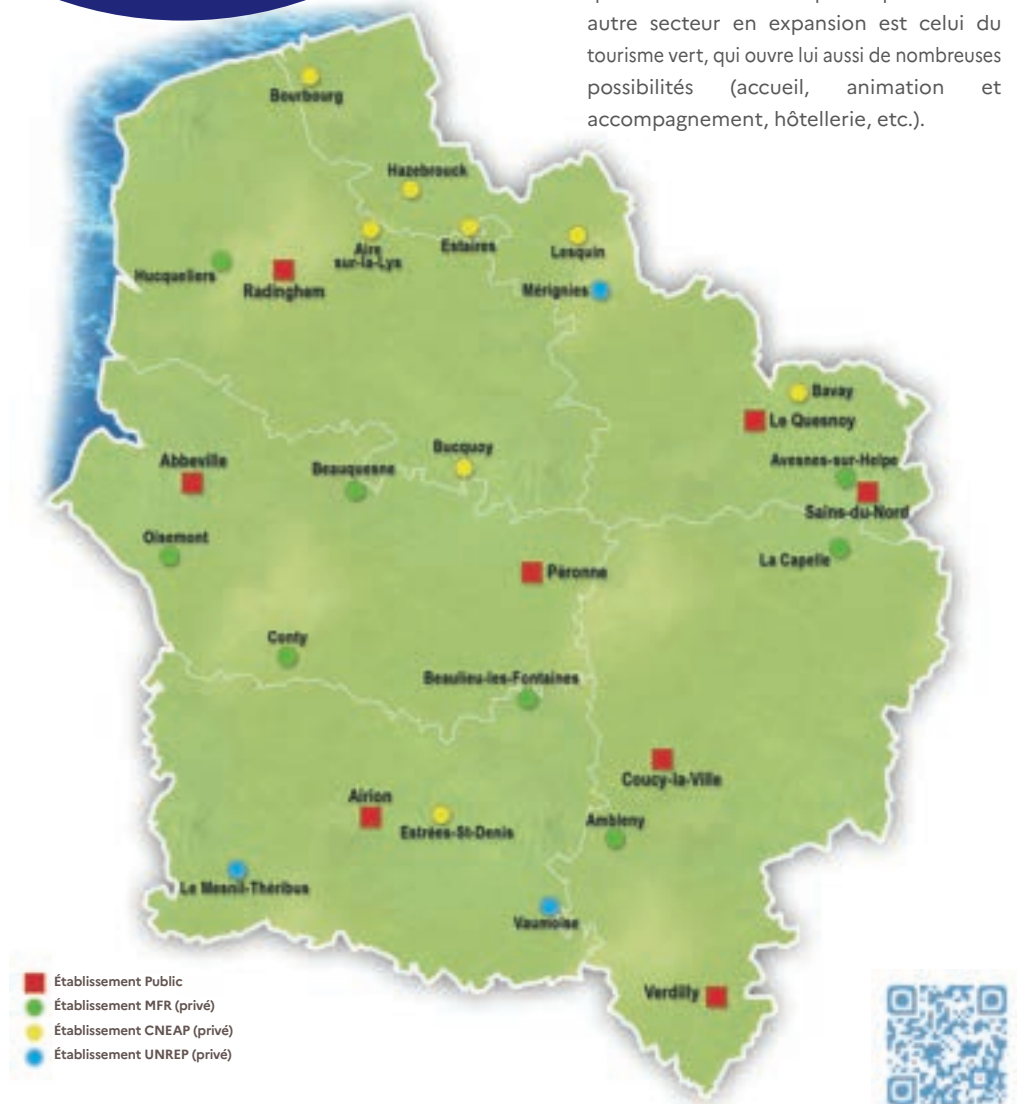 autre secteur en expansion est celui du
tourisme vert, qui ouvre lui aussi de nombreuses
possibilités (accueil, animation et
accompagnement, hôtellerie, etc.).
Bourbourg
Hazebrouck
Aire
sur-la-Lys
Estaires
Lesquin
Hucqueliers
Radinghem
Mérignies
Bavay
Le Quesnoy
Abbeville
Beauquesne
Bucquoy
Avesnes-sur-Helpe
Sains-du-Nord
Oisemont
La Capelle
Péronne
Conty
Beaulieu-les-Fontaines
Coucy-la-Ville
Airion
Estrées-St-Denis
Ambleny
Le Mesnil-Théribus
Vaumoise
Verdilly
Établissement Public
Établissement MFR (privé)
Établissement CNEAP (privé)
Établissement UNREP (privé)